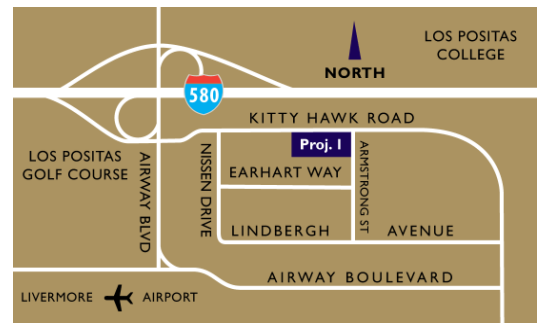 LOS POSITAS
COLLEGE
NORTH
580
KITTY HAWK ROAD
Proj. I
LOS POSITAS
GOLF COURSE
AIRWAY BLVD
NISSEN DRIVE
EARHART WAY
ARMSTRONG ST
LINDBERGH AVENUE
AIRWAY BOULEVARD
LIVERMORE AIRPORT